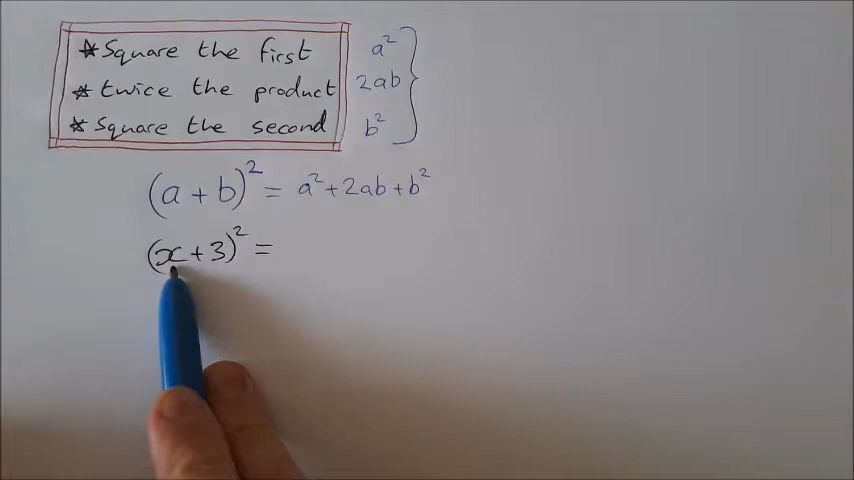 *Square the first a²
*twice the product 2ab
*Square the second b²
(a + b)² = a² + 2ab + b²
(x + 3)² =